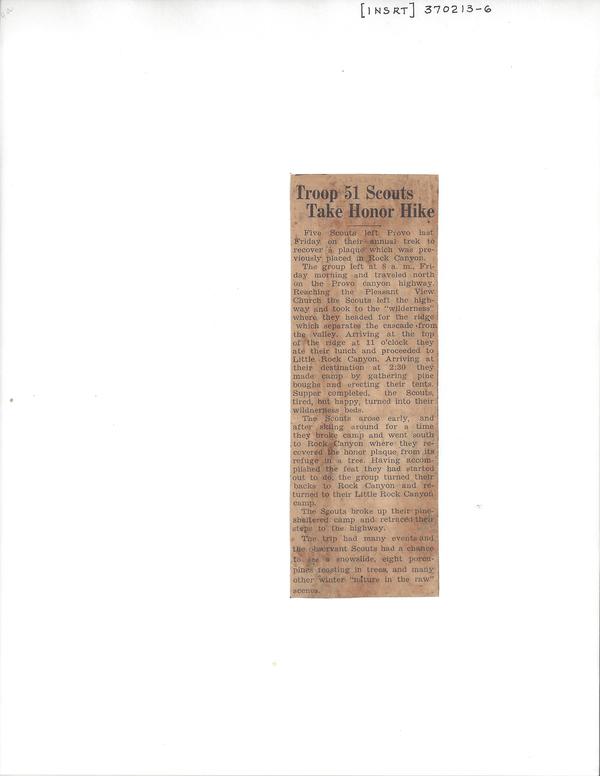 [INSRT] 370213-6
Troop 51 Scouts
Take Honor Hike
Five Scouts left Provo last
Friday on their annual trek to
recover a plaque which was pre-
viously placed in Rock Canyon.
The group left at 8 a. m., Fri-
day morning and traveled north
on the Provo canyon highway.
Reaching the Pleasant View
Church the Scouts left the high-
way and took to the "wilderness"
where they headed for the ridge
which separates the cascade from
the valley. Arriving at the top
of the ridge at 11 o'clock they
ate their lunch and proceeded to
Little Rock Canyon. Arriving at
their destination at 2:30 they
made camp by gathering pine
boughs and erecting their tents.
Supper completed, the Scouts,
tired, but happy, turned into their
wilderness beds.
The Scouts arose early, and
after skiing around for a time
they broke camp and went south
to Rock Canyon where they re-
covered the honor plaque from its
refuge in a tree. Having accom-
plished the feat they had started
out to do, the group turned their
backs to Rock Canyon and re-
turned to their Little Rock Canyon
camp.
The Scouts broke up their pine-
sheltered camp and retraced their
steps to the highway.
The trip had many events and
the observant Scouts had a chance
to see a snowslide, eight porcu-
pines roasting in trees, and many
other winter "nature in the raw"
scenes.